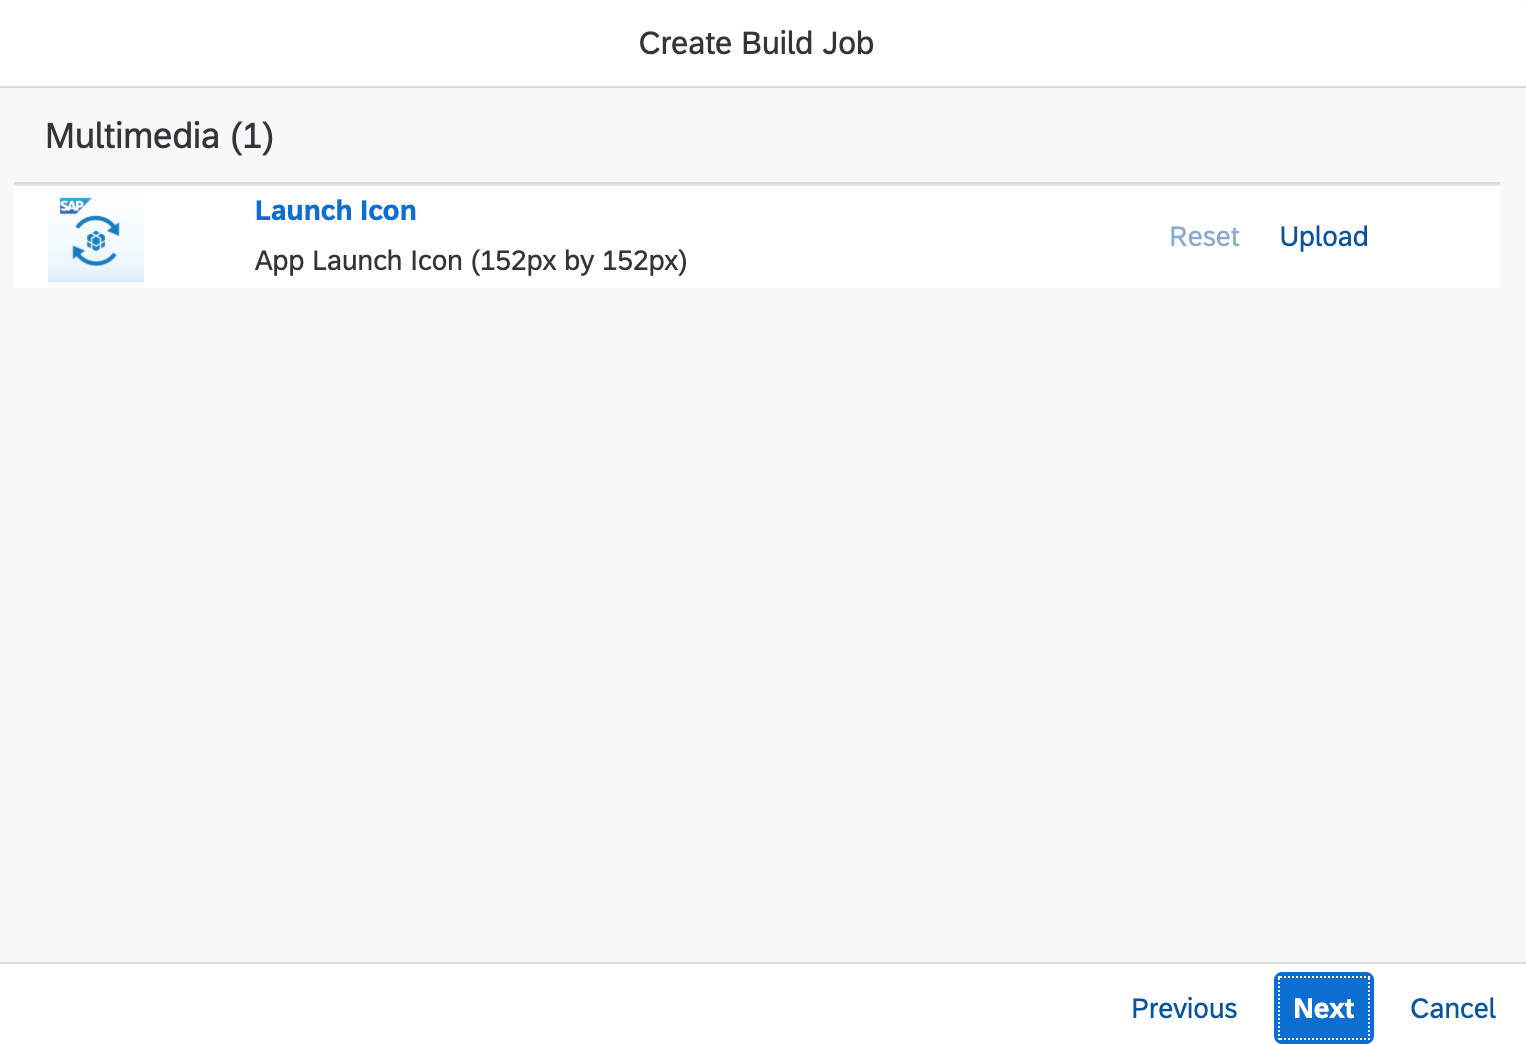 Create Build Job
Multimedia (1)
SAP
Launch Icon
App Launch Icon (152px by 152px)
Reset Upload
Previous Next Cancel